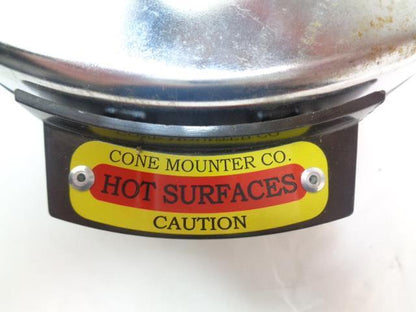 CONE MOUNTER CO.
HOT SURFACES
CAUTION